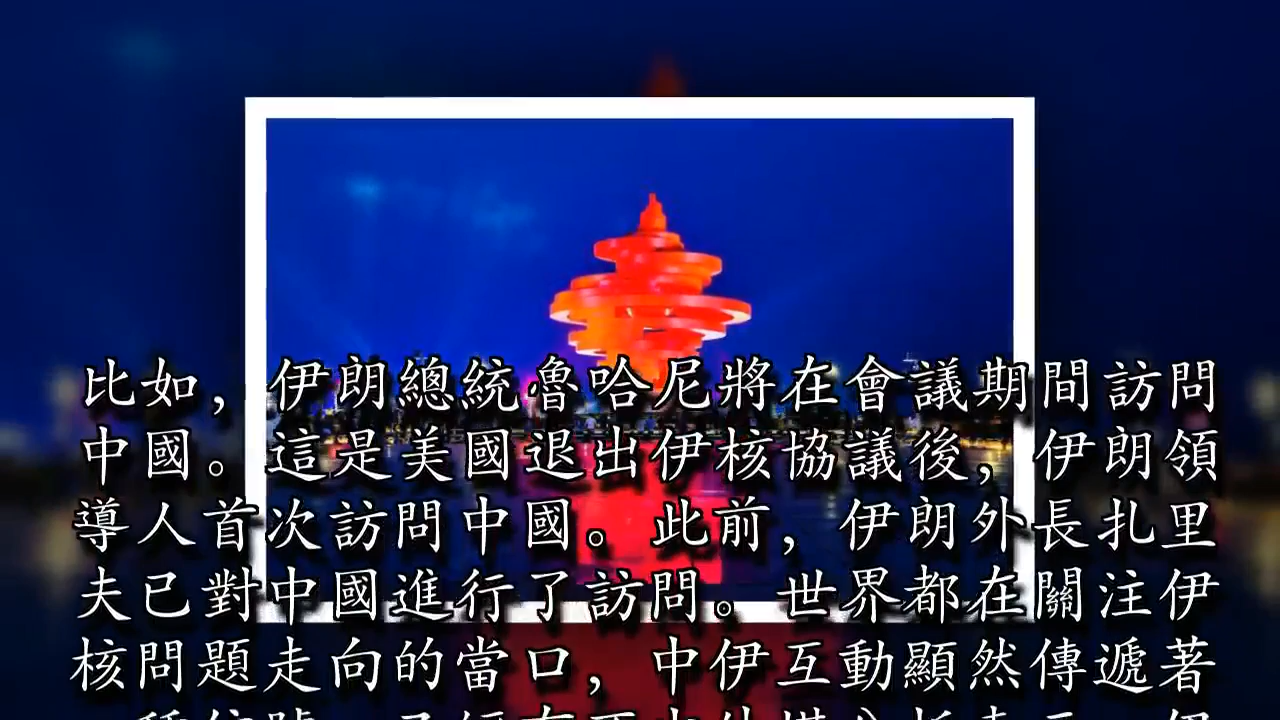 比如，伊朗總統魯哈尼將在會議期間訪問
中國。這是美國退出伊核協議後，伊朗領
導人首次訪問中國。此前，伊朗外長扎里
夫已對中國進行了訪問。世界都在關注伊
核問題走向的當口，中伊互動顯然傳遞著